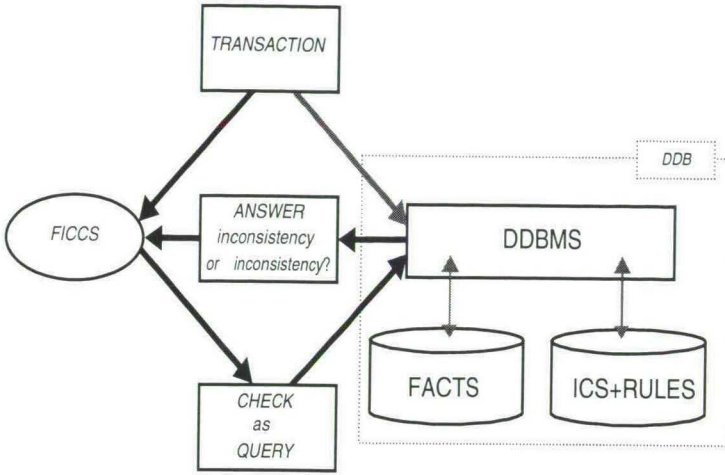 TRANSACTION
DDB
FICCS
ANSWER
inconsistency
or inconsistency?
DDBMS
FACTS
ICS+RULES
CHECK
as
QUERY